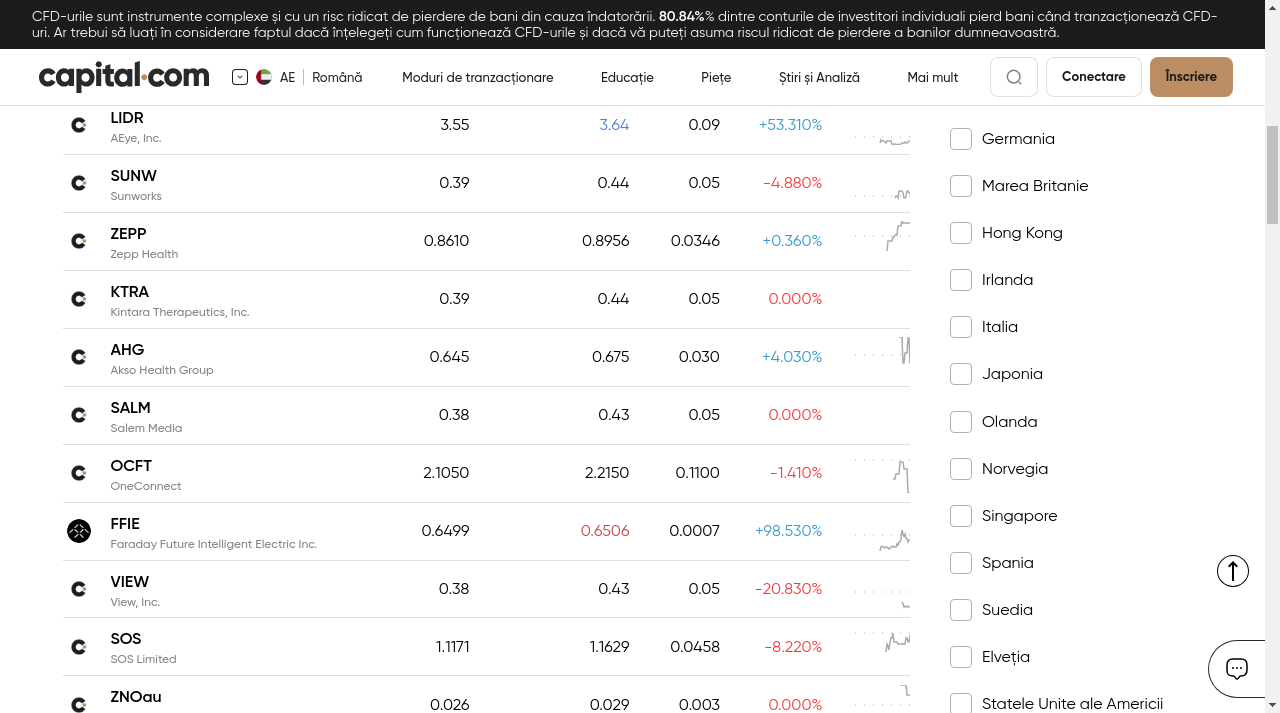 CFD-urile sunt instrumente complexe și cu un risc ridicat de pierdere de bani din cauza îndatorării. 80.84%% dintre conturile de investitori individuali pierd bani când tranzacționează CFD-
uri. Ar trebui să luați în considerare faptul dacă înțelegeți cum funcționează CFD-urile și dacă vă puteți asuma riscul ridicat de pierdere a banilor dumneavoastră.
capital.com AE Română Moduri de tranzacționare Educație Piețe Știri și Analiză Mai mult Conectare Înscriere
LIDR 3.55 3.64 0.09 +53.310%
AEye, Inc.
SUNW 0.39 0.44 0.05 -4.880%
Sunworks
ZEPP 0.8610 0.8956 0.0346 +0.360%
Zepp Health
KTRA 0.39 0.44 0.05 0.000%
Kintara Therapeutics, Inc.
AHG 0.645 0.675 0.030 +4.030%
Akso Health Group
SALM 0.38 0.43 0.05 0.000%
Salem Media
OCFT 2.1050 2.2150 0.1100 -1.410%
OneConnect
FFIE 0.6499 0.6506 0.0007 +98.530%
Faraday Future Intelligent Electric Inc.
VIEW 0.38 0.43 0.05 -20.830%
View, Inc.
SOS 1.1171 1.1629 0.0458 -8.220%
SOS Limited
ZNOau 0.026 0.029 0.003 0.000%
Germania
Marea Britanie
Hong Kong
Irlanda
Italia
Japonia
Olanda
Norvegia
Singapore
Spania
Suedia
Elveția
Statele Unite ale Americii